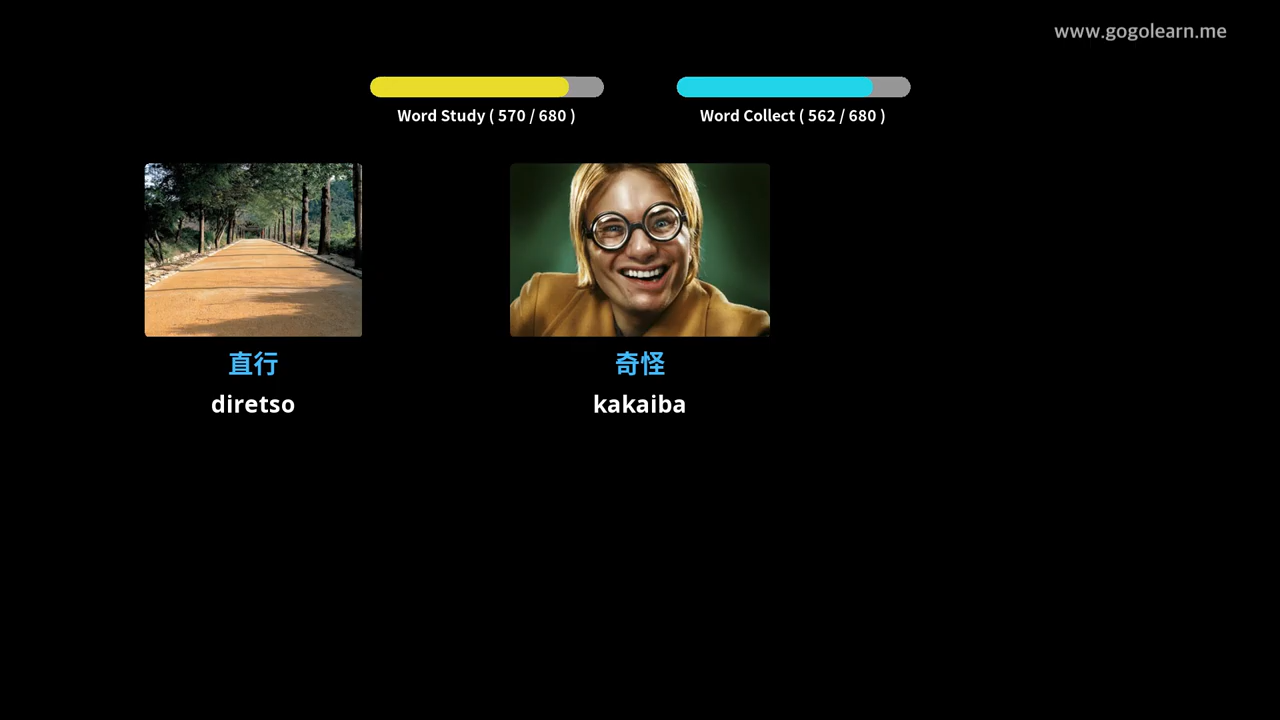 www.gogolearn.me
Word Study ( 570 / 680 )
Word Collect ( 562 / 680 )
直行
diretso
奇怪
kakaiba